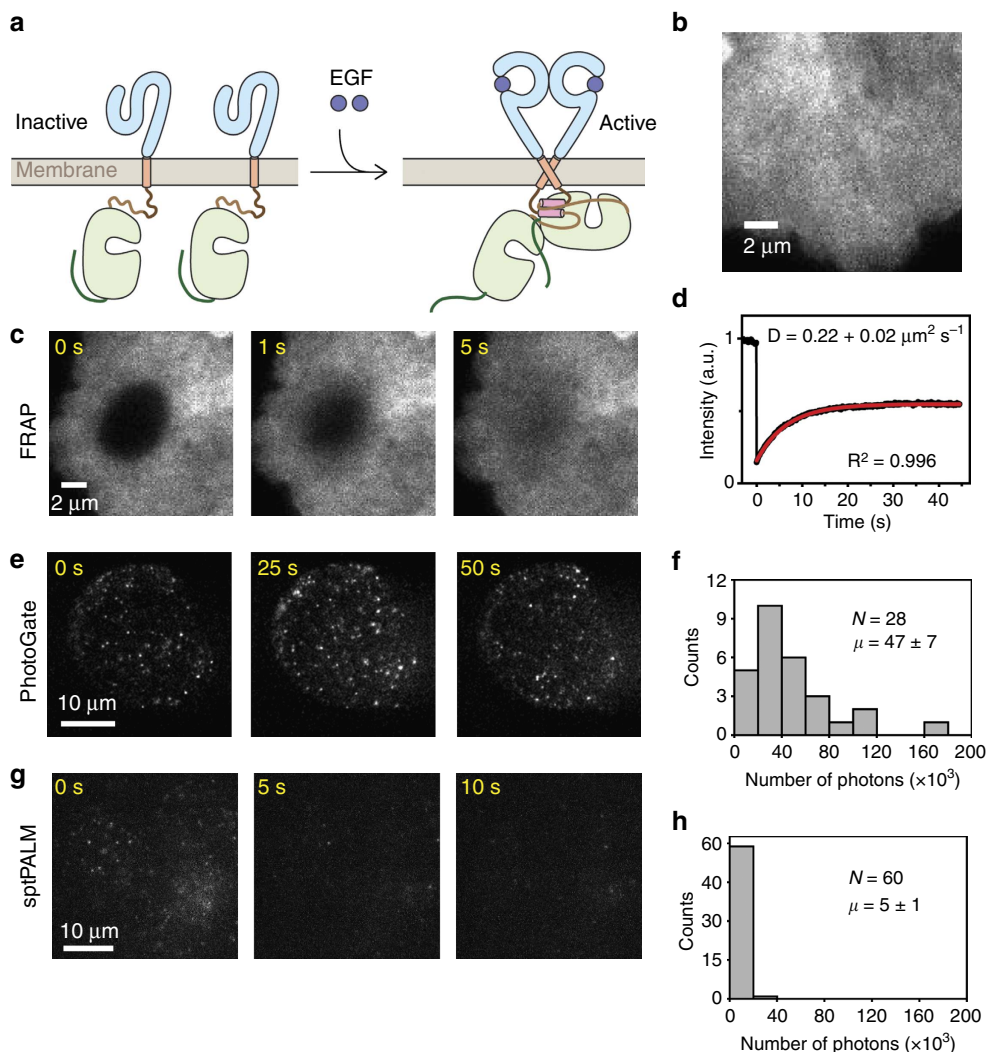 a
Inactive
EGF
Active
Membrane
b
2 μm
c
FRAP
0 s
1 s
5 s
2 μm
d
D = 0.22 + 0.02 μm² s⁻¹
R² = 0.996
Intensity (a.u.)
1
0
0 10 20 30 40
Time (s)
e
PhotoGate
0 s
25 s
50 s
10 μm
f
N = 28
μ = 47 ± 7
Counts
12
9
6
3
0
0 40 80 120 160 200
Number of photons (×10³)
g
sptPALM
0 s
5 s
10 s
10 μm
h
N = 60
μ = 5 ± 1
Counts
60
45
30
15
0
0 40 80 120 160 200
Number of photons (×10³)